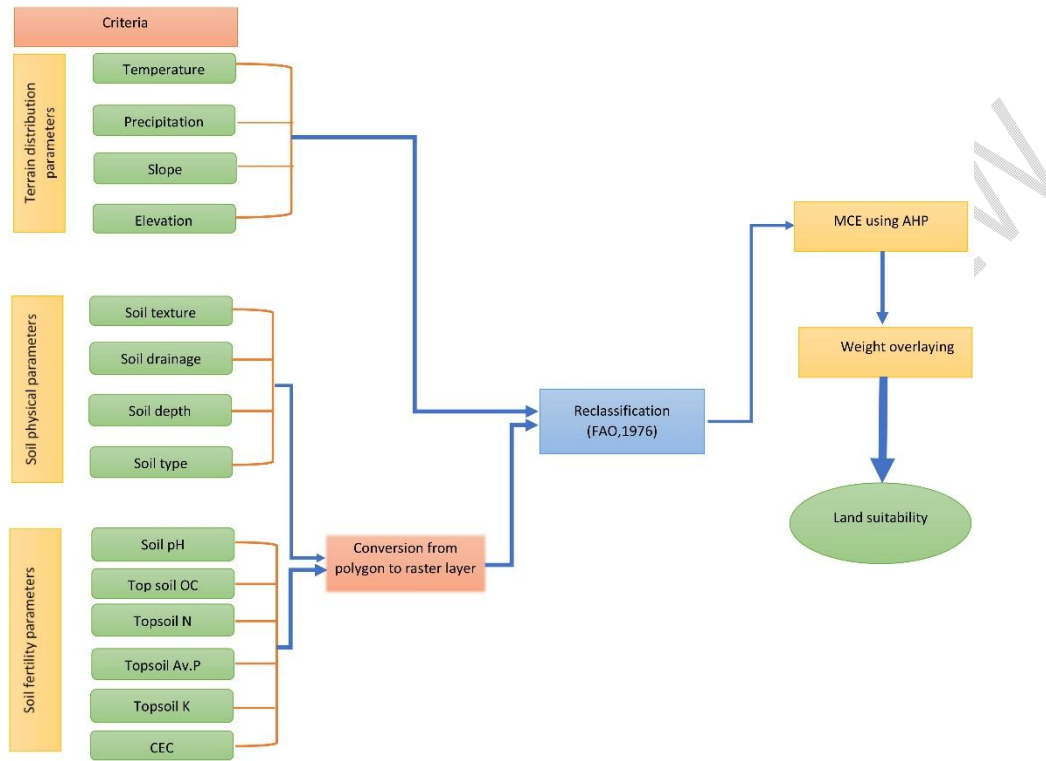 Criteria
Terrain distribution
parameters
Temperature
Precipitation
Slope
Elevation
Soil physical parameters
Soil texture
Soil drainage
Soil depth
Soil type
Soil fertility parameters
Soil pH
Top soil OC
Topsoil N
Topsoil Av.P
Topsoil K
CEC
Conversion from
polygon to raster layer
Reclassification
(FAO,1976)
MCE using AHP
Weight overlaying
Land suitability